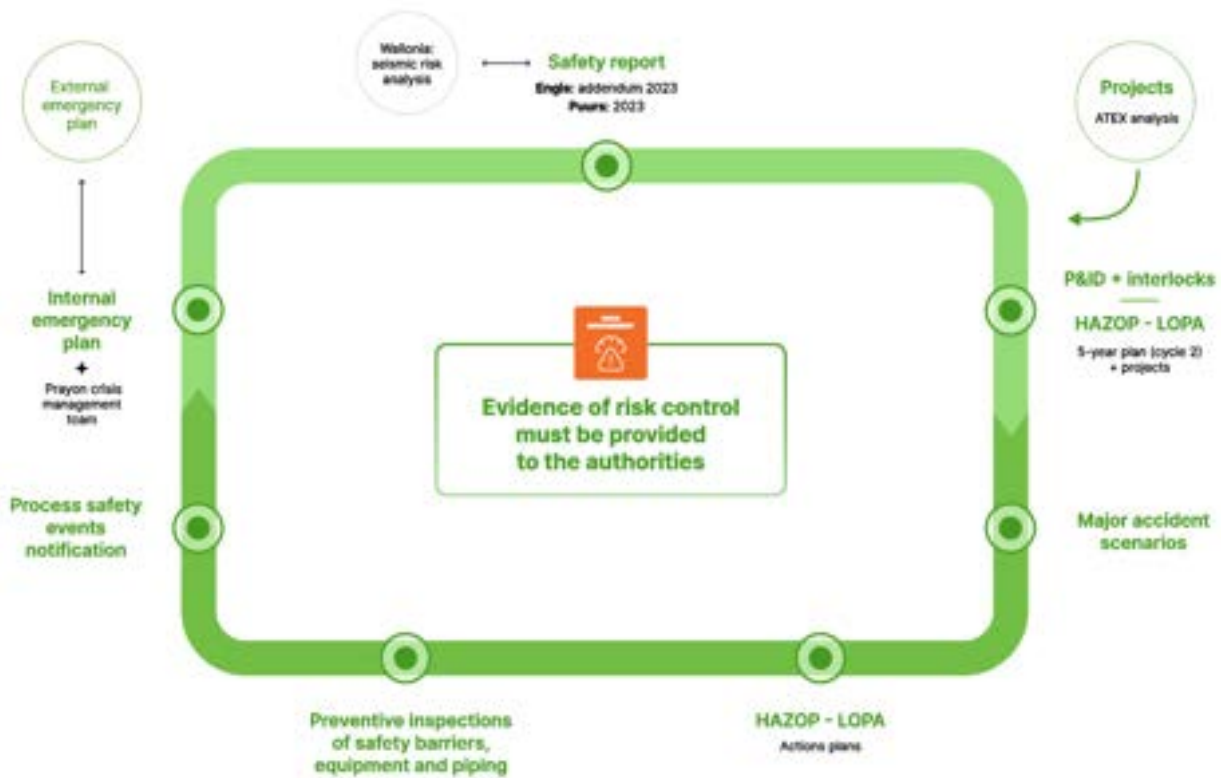 Wallonia:
seismic risk
analysis
Safety report
Engis: addendum 2023
Puurs: 2023
External
emergency
plan
Projects
ATEX analysis
Internal
emergency
plan
+
Prayon crisis
management
team
P&ID + interlocks
HAZOP - LOPA
5-year plan (cycle 2)
+ projects
Evidence of risk control
must be provided
to the authorities
Process safety
events
notification
Major accident
scenarios
Preventive inspections
of safety barriers,
equipment and piping
HAZOP - LOPA
Actions plans